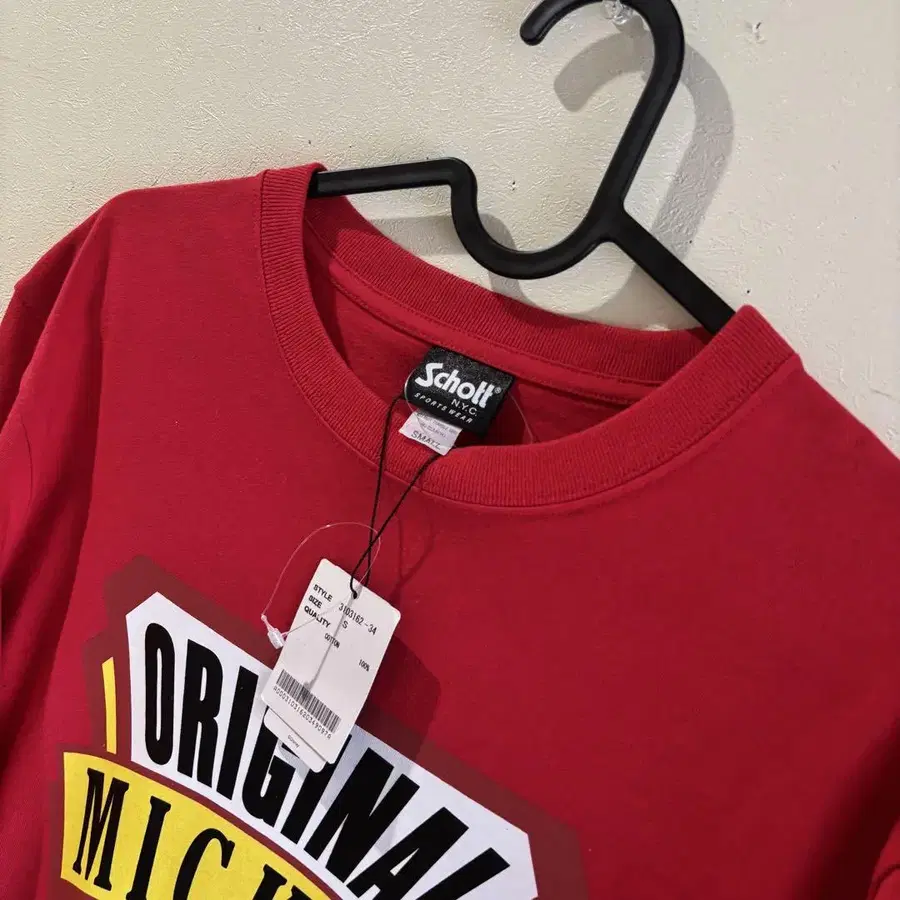 Schott®
N.Y.C.
SPORTSWEAR
SMALL
STYLE 3103162-34
SIZE S
QUALITY
COTTON 100%
ORIGINAL
MIC